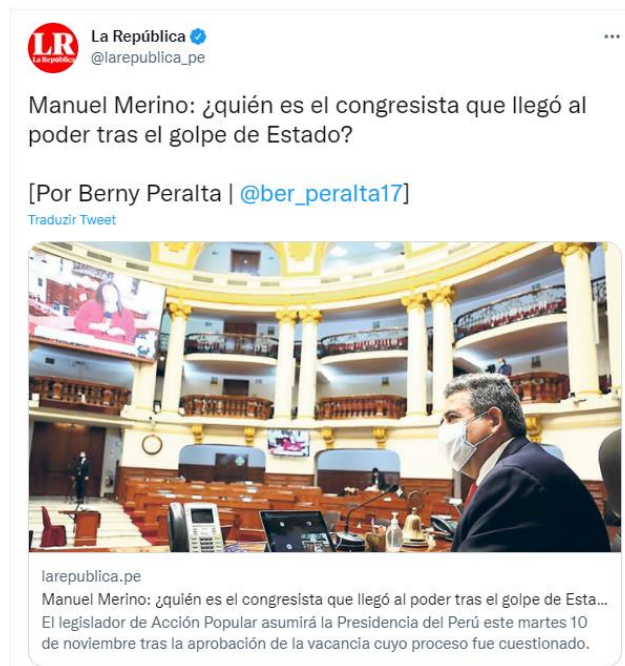 LR
La República
La República
@larepublica_pe
Manuel Merino: ¿quién es el congresista que llegó al
poder tras el golpe de Estado?
[Por Berny Peralta | @ber_peralta17]
Traduzir Tweet
larepublica.pe
Manuel Merino: ¿quién es el congresista que llegó al poder tras el golpe de Esta...
El legislador de Acción Popular asumirá la Presidencia del Perú este martes 10
de noviembre tras la aprobación de la vacancia cuyo proceso fue cuestionado.